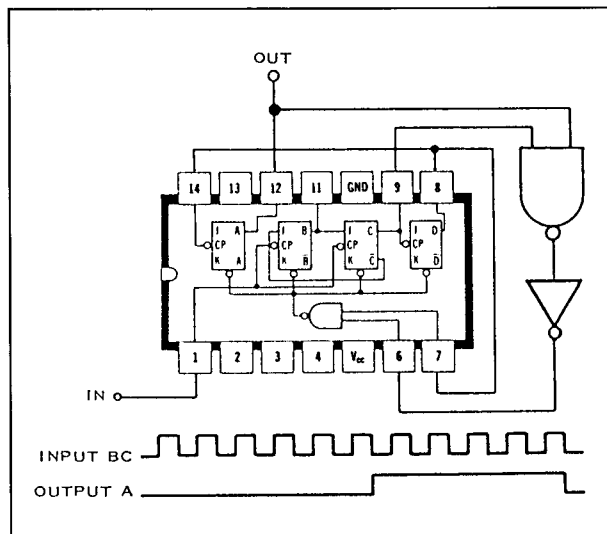 OUT
14 13 12 11 GND 9 8
J A J B J C J D
CP CP CP CP
K A K B̄ K C̄ K D̄
1 2 3 4 Vcc 6 7
IN
INPUT BC
OUTPUT A